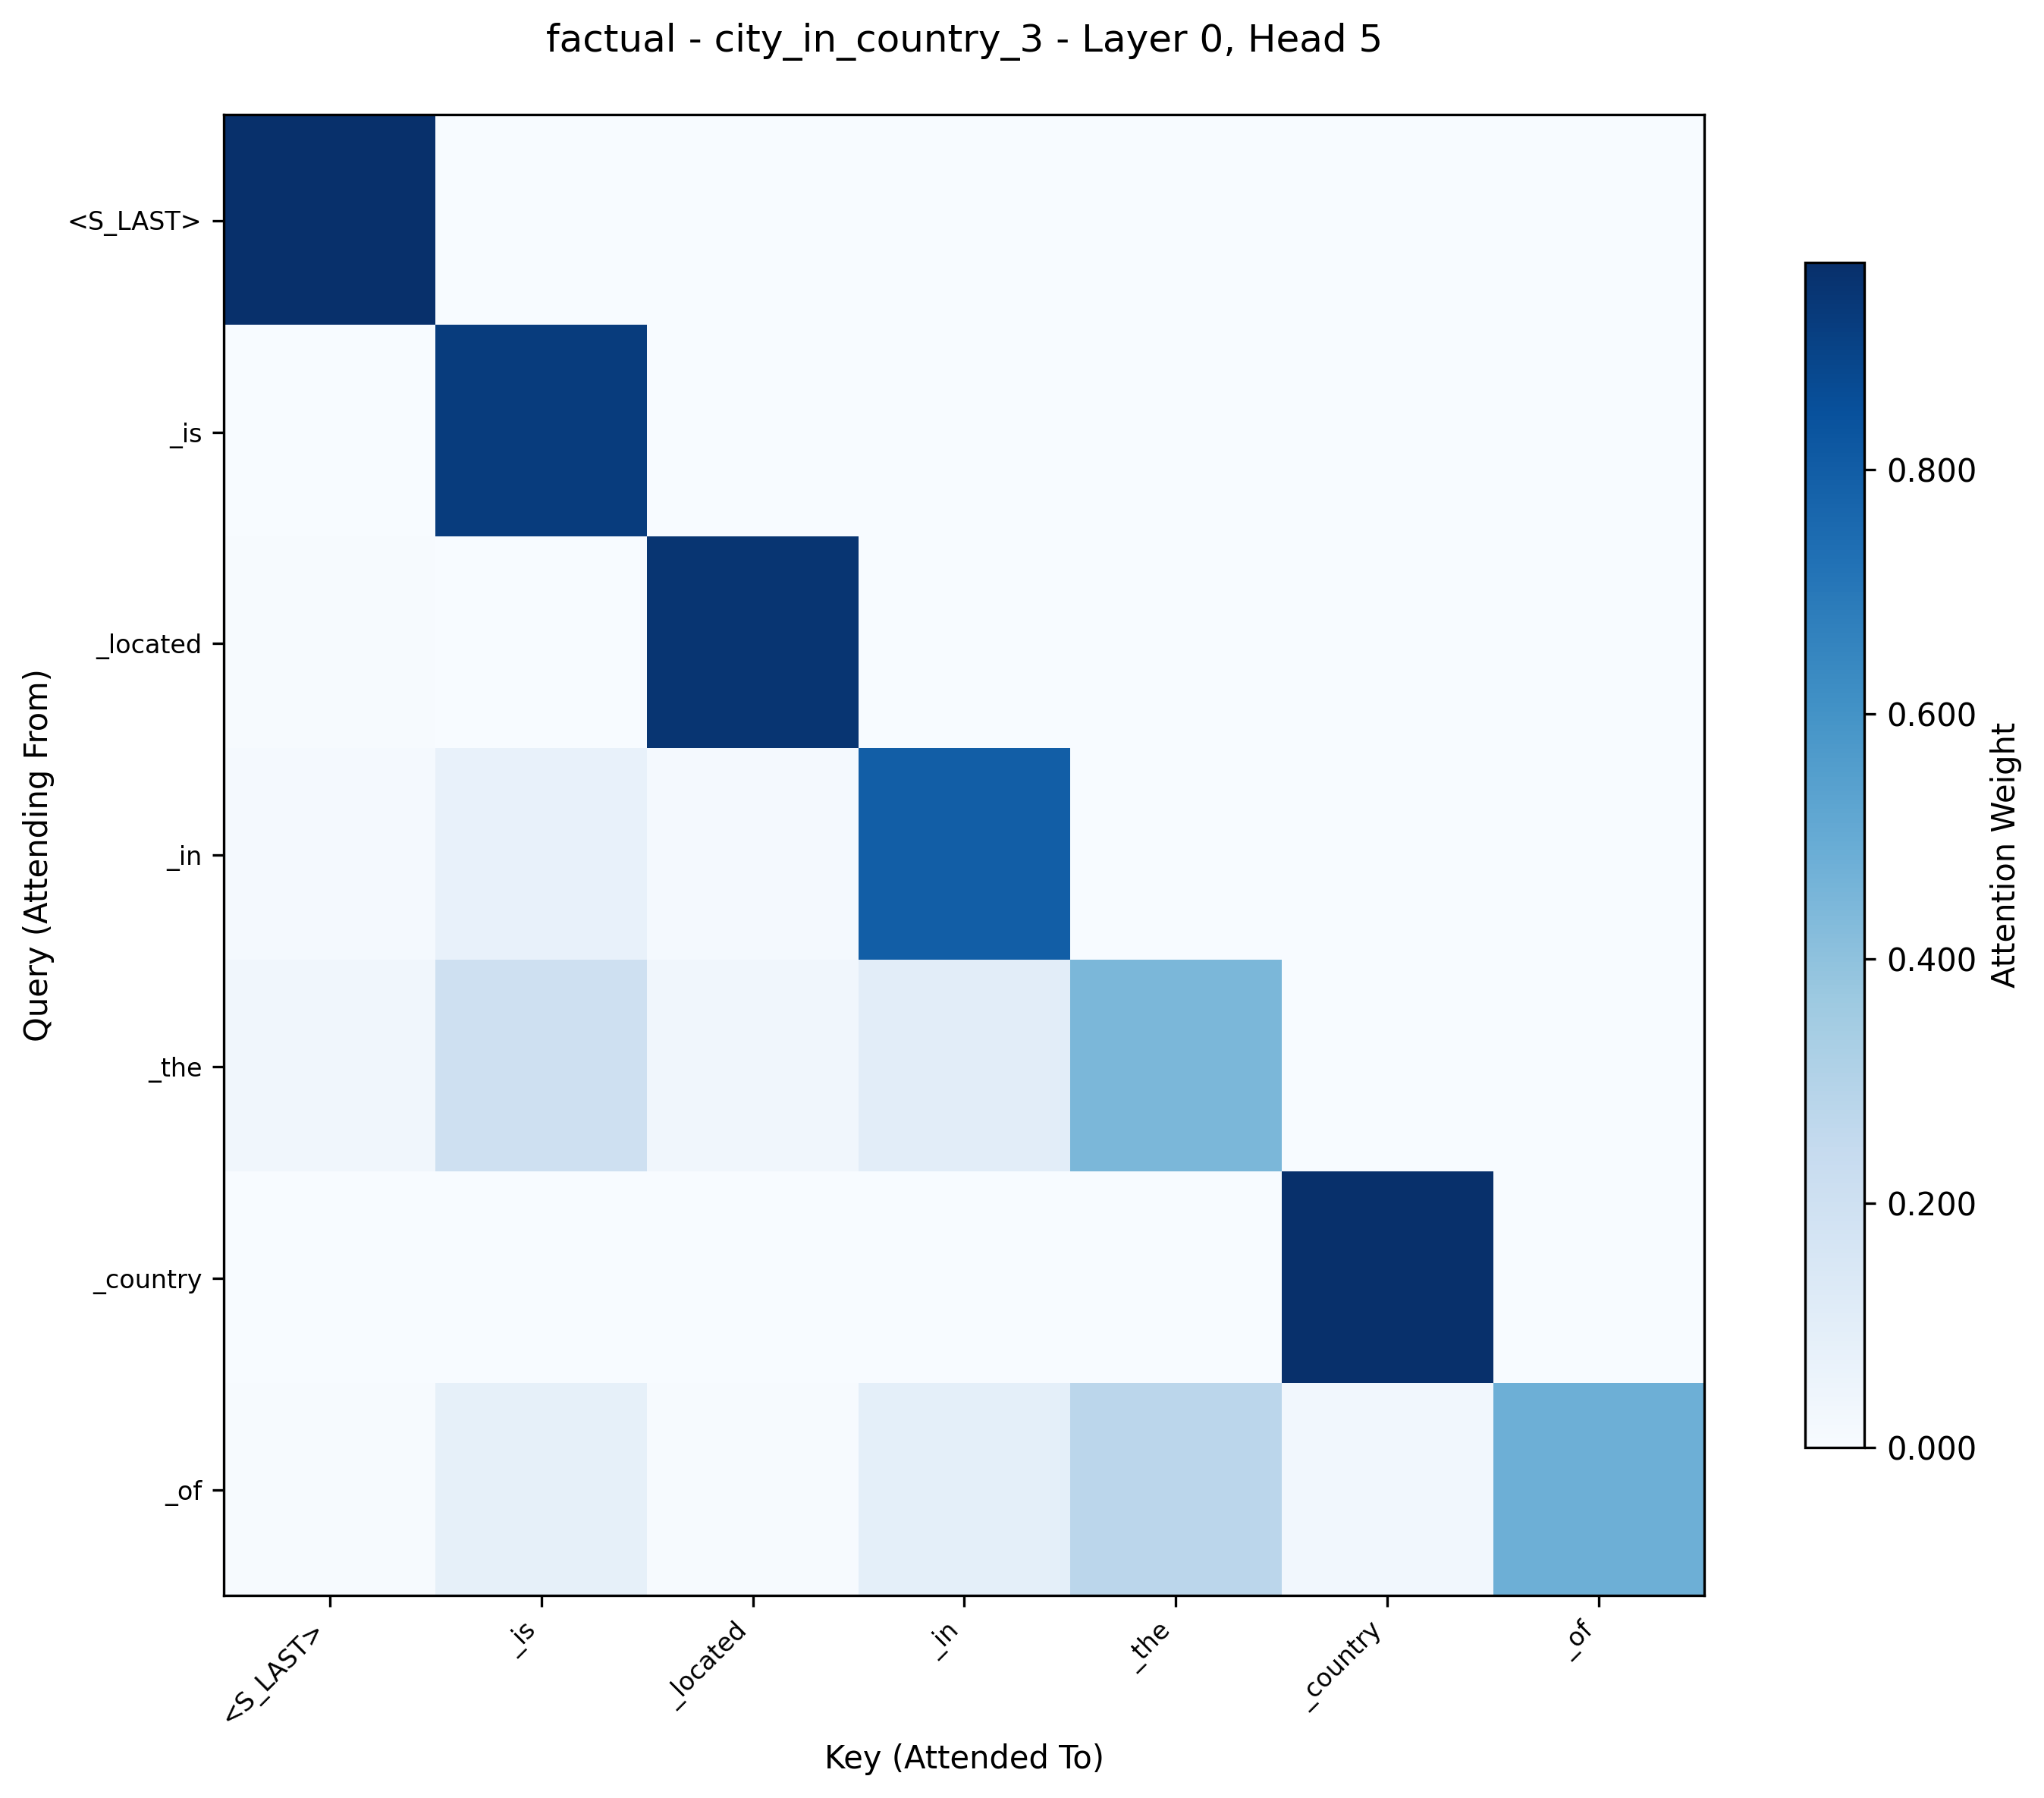 factual - city_in_country_3 - Layer 0, Head 5
Query (Attending From)
<S_LAST>
_is
_located
_in
_the
_country
_of
<S_LAST>
_is
_located
_in
_the
_country
_of
Key (Attended To)
0.800
0.600
0.400
0.200
0.000
Attention Weight